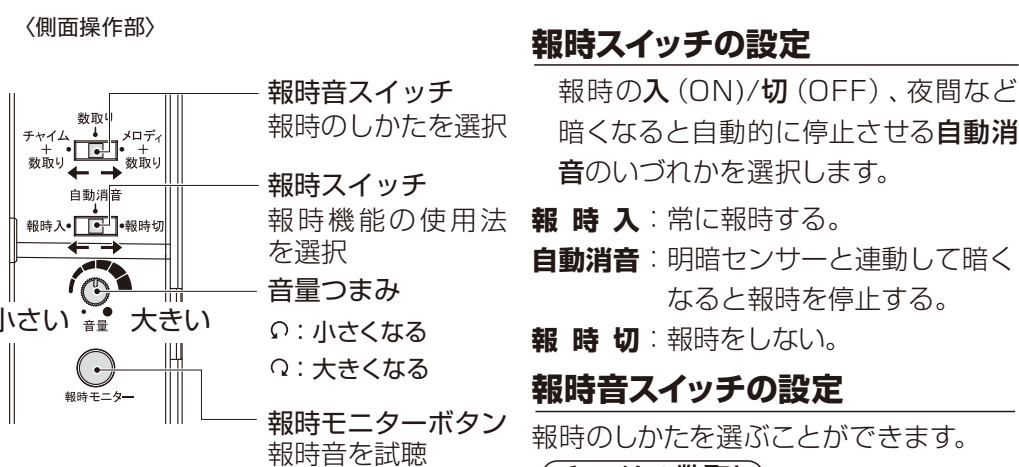 〈側面操作部〉
数取り
チャイム
+
数取り
メロディ
+
数取り
自動消音
報時入
報時切
小さい
音量
大きい
報時モニター
報時音スイッチ
報時のしかたを選択
報時スイッチ
報時機能の使用法
を選択
音量つまみ
：小さくなる
：大きくなる
報時モニターボタン
報時音を試聴
報時スイッチの設定
報時の入（ON)/切（OFF）、夜間など
暗くなると自動的に停止させる自動消
音のいづれかを選択します。
報 時 入：常に報時する。
自動消音：明暗センサーと連動して暗く
なると報時を停止する。
報 時 切：報時をしない。
報時音スイッチの設定
報時のしかたを選ぶことができます。